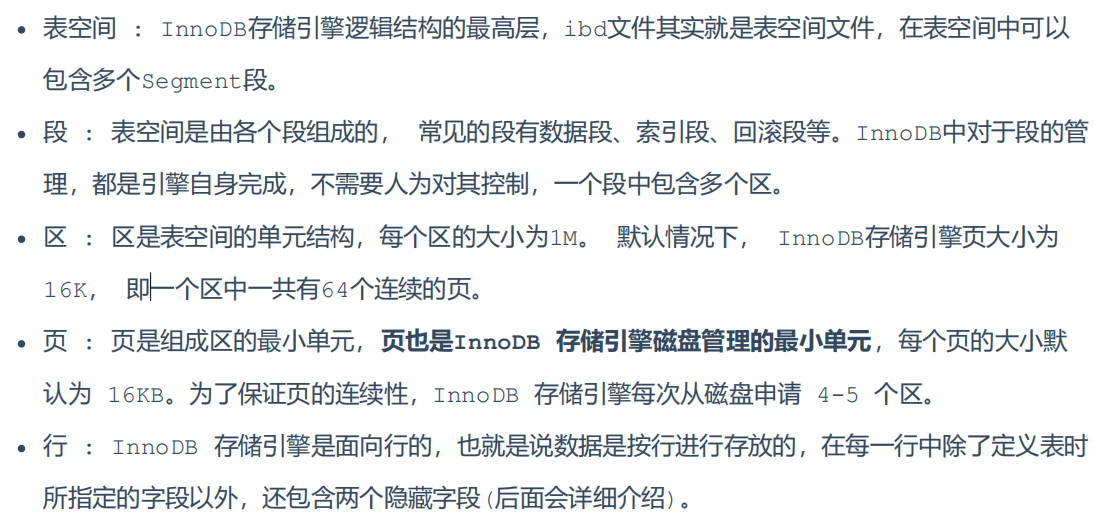 • 表空间 : InnoDB存储引擎逻辑结构的最高层，ibd文件其实就是表空间文件，在表空间中可以
包含多个Segment段。
• 段 : 表空间是由各个段组成的， 常见的段有数据段、索引段、回滚段等。InnoDB中对于段的管
理，都是引擎自身完成，不需要人为对其控制，一个段中包含多个区。
• 区 : 区是表空间的单元结构，每个区的大小为1M。 默认情况下， InnoDB存储引擎页大小为
16K， 即一个区中一共有64个连续的页。
• 页 : 页是组成区的最小单元，页也是InnoDB 存储引擎磁盘管理的最小单元，每个页的大小默
认为 16KB。为了保证页的连续性，InnoDB 存储引擎每次从磁盘申请 4-5 个区。
• 行 : InnoDB 存储引擎是面向行的，也就是说数据是按行进行存放的，在每一行中除了定义表时
所指定的字段以外，还包含两个隐藏字段(后面会详细介绍)。